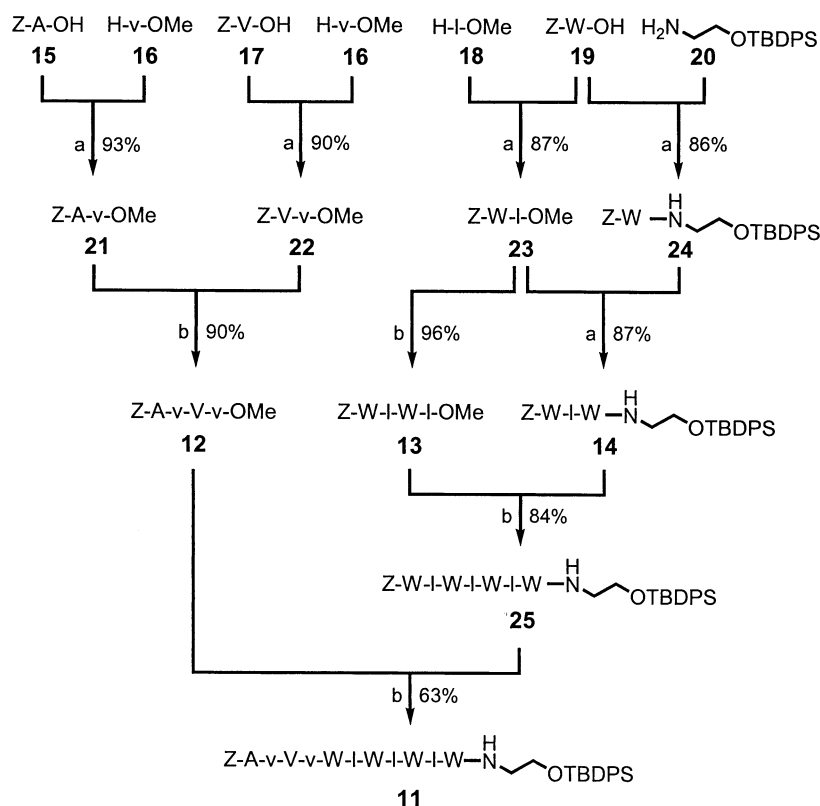 Z-A-OH H-v-OMe Z-V-OH H-v-OMe H-l-OMe Z-W-OH H2N OTBDPS
15 16 17 16 18 19 20
a 93% a 90% a 87% a 86%
Z-A-v-OMe Z-V-v-OMe Z-W-l-OMe Z-W N H OTBDPS
21 22 23 24
b 90% b 96% a 87%
Z-A-v-V-v-OMe Z-W-l-W-l-OMe Z-W-l-W N H OTBDPS
12 13 14
b 84%
Z-W-l-W-l-W-l-W N H OTBDPS
25
b 63%
Z-A-v-V-v-W-l-W-l-W-l-W N H OTBDPS
11